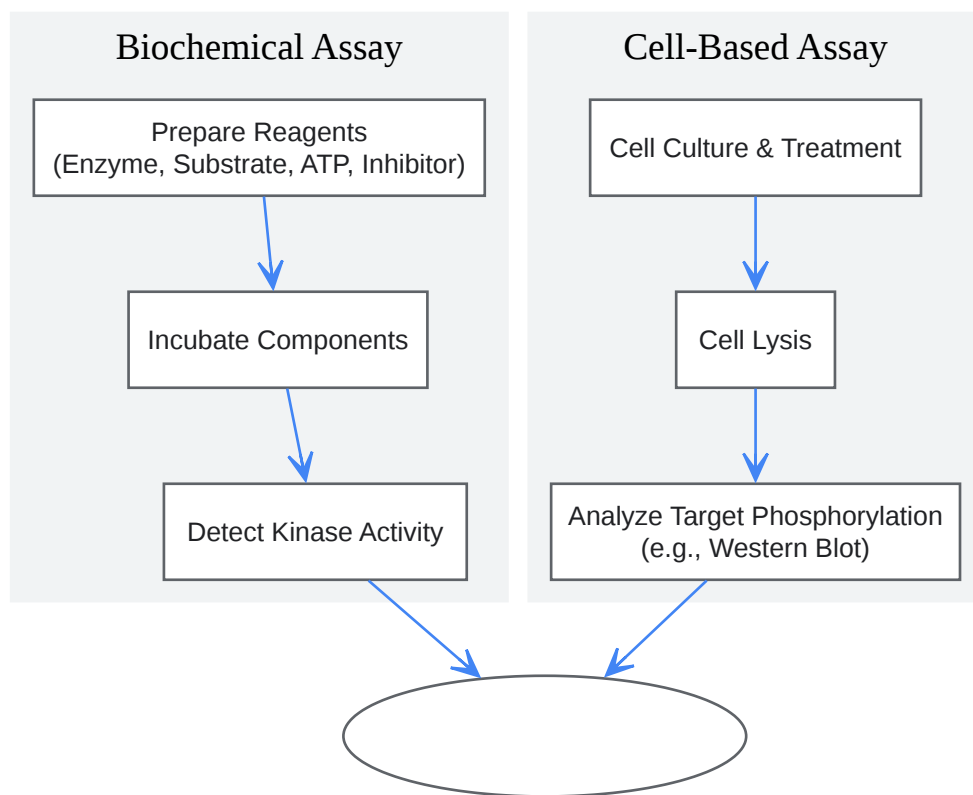 Biochemical Assay
Prepare Reagents
(Enzyme, Substrate, ATP, Inhibitor)
Incubate Components
Detect Kinase Activity
Cell-Based Assay
Cell Culture & Treatment
Cell Lysis
Analyze Target Phosphorylation
(e.g., Western Blot)